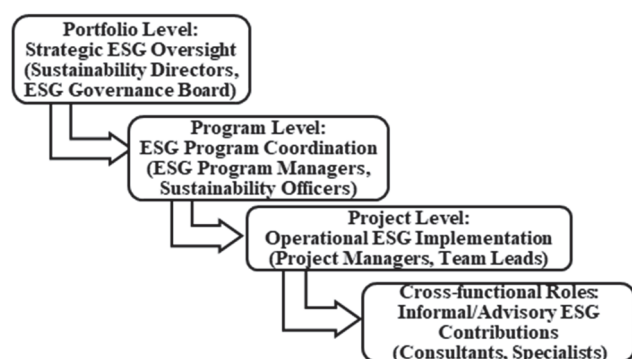 Portfolio Level:
Strategic ESG Oversight
(Sustainability Directors,
ESG Governance Board)
Program Level:
ESG Program Coordination
(ESG Program Managers,
Sustainability Officers)
Project Level:
Operational ESG Implementation
(Project Managers, Team Leads)
Cross-functional Roles:
Informal/Advisory ESG
Contributions
(Consultants, Specialists)